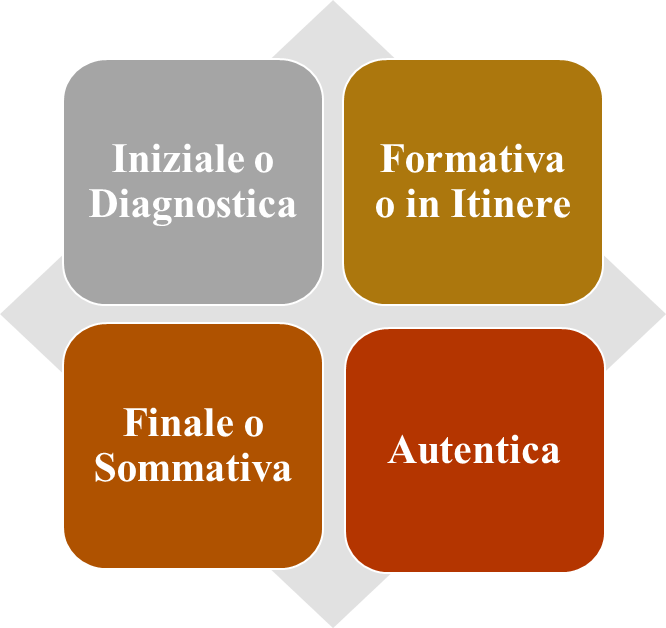 Iniziale o
Diagnostica
Formativa
o in Itinere
Finale o
Sommativa
Autentica